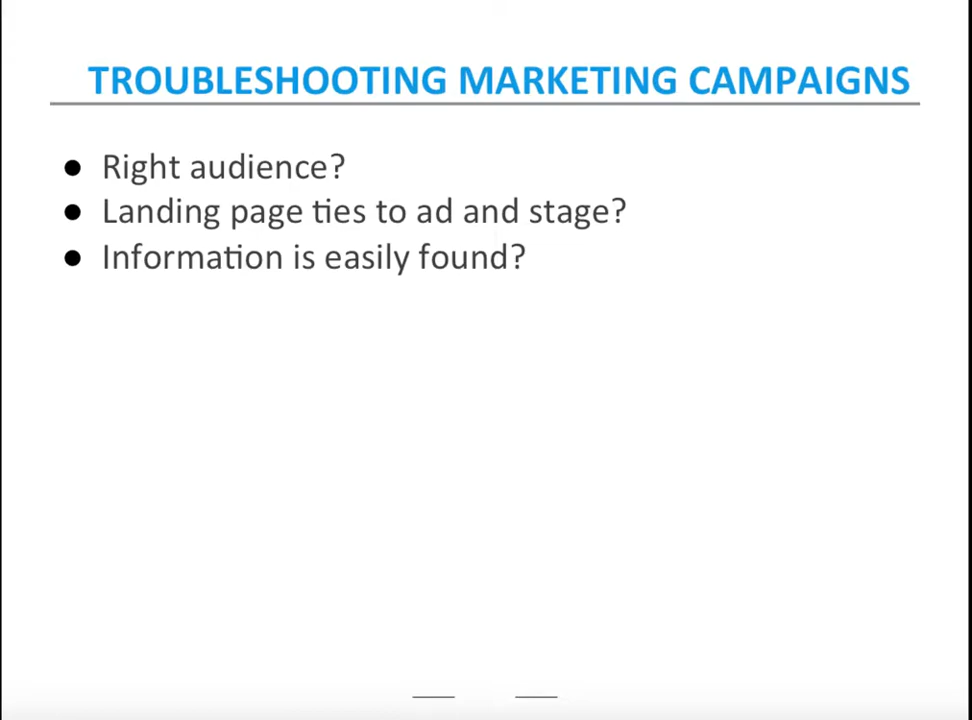 TROUBLESHOOTING MARKETING CAMPAIGNS
● Right audience?
● Landing page ties to ad and stage?
● Information is easily found?